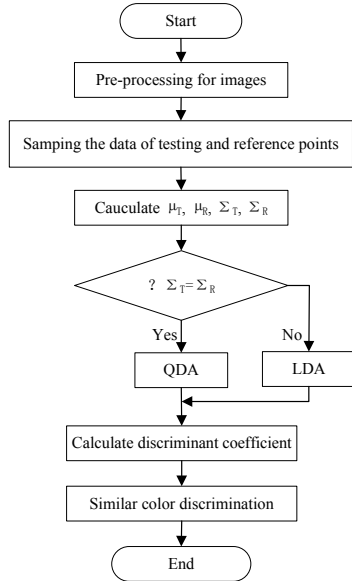 Start
Pre-processing for images
Samping the data of testing and reference points
Cauculate μT, μR, ΣT, ΣR
? ΣT=ΣR
Yes
No
QDA
LDA
Calculate discriminant coefficient
Similar color discrimination
End